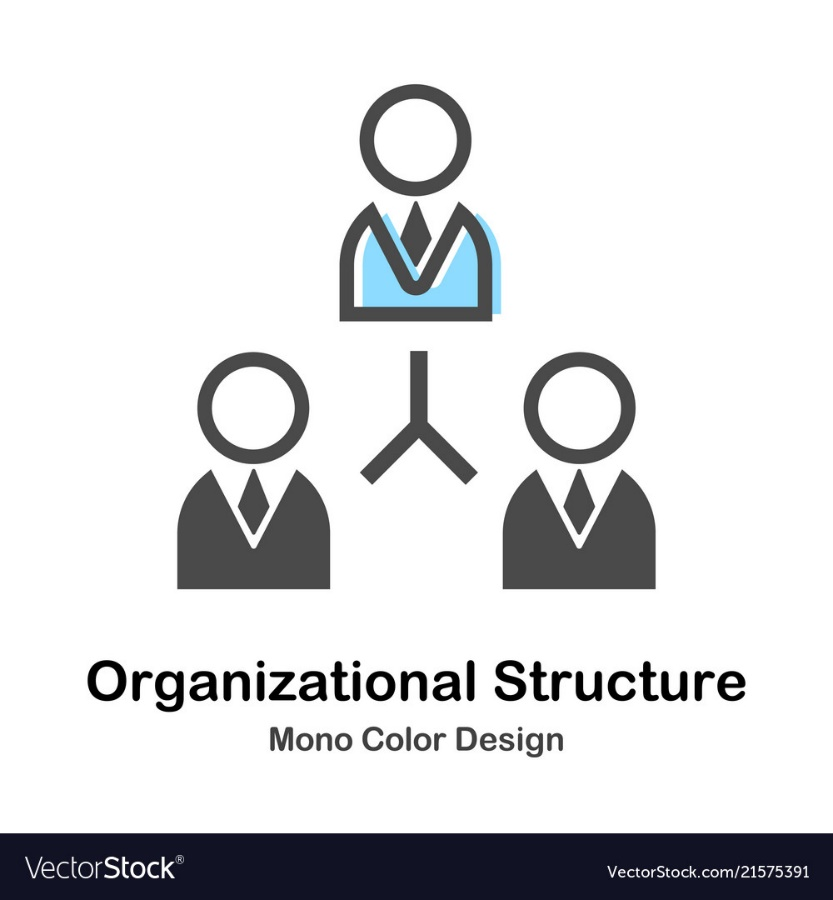 Organizational Structure
Mono Color Design
VectorStock®
VectorStock.com/21575391